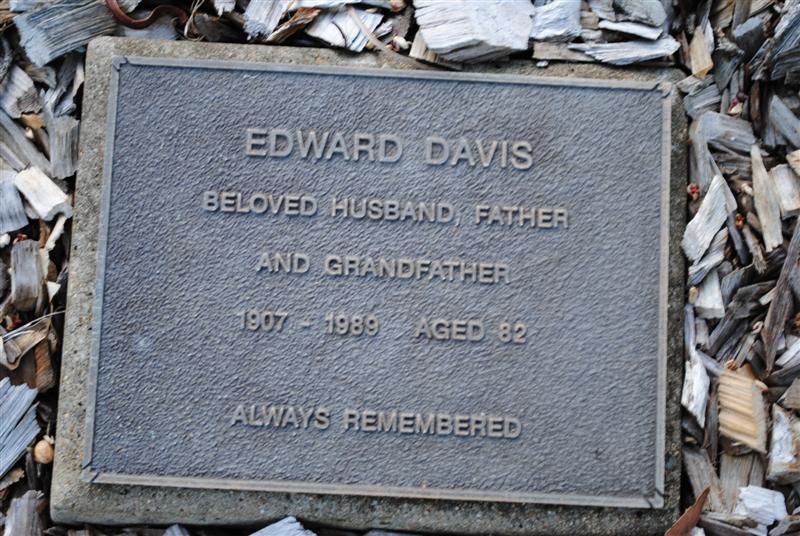 EDWARD DAVIS
BELOVED HUSBAND, FATHER
AND GRANDFATHER
1907 - 1989 AGED 82
ALWAYS REMEMBERED